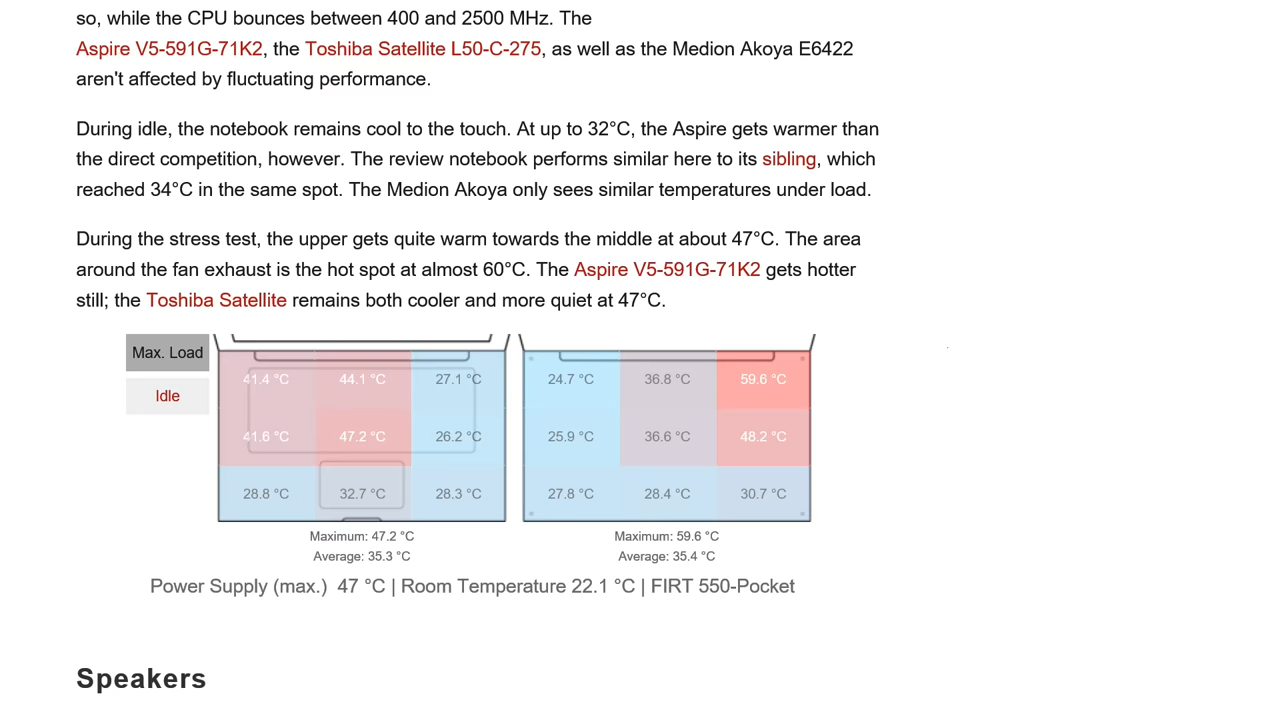 so, while the CPU bounces between 400 and 2500 MHz. The
Aspire V5-591G-71K2, the Toshiba Satellite L50-C-275, as well as the Medion Akoya E6422
aren't affected by fluctuating performance.
During idle, the notebook remains cool to the touch. At up to 32°C, the Aspire gets warmer than
the direct competition, however. The review notebook performs similar here to its sibling, which
reached 34°C in the same spot. The Medion Akoya only sees similar temperatures under load.
During the stress test, the upper gets quite warm towards the middle at about 47°C. The area
around the fan exhaust is the hot spot at almost 60°C. The Aspire V5-591G-71K2 gets hotter
still; the Toshiba Satellite remains both cooler and more quiet at 47°C.
Max. Load
Idle
41.4 °C 44.1 °C 27.1 °C 24.7 °C 36.8 °C 59.6 °C
41.6 °C 47.2 °C 26.2 °C 25.9 °C 36.6 °C 48.2 °C
28.8 °C 32.7 °C 28.3 °C 27.8 °C 28.4 °C 30.7 °C
Maximum: 47.2 °C Maximum: 59.6 °C
Average: 35.3 °C Average: 35.4 °C
Power Supply (max.) 47 °C | Room Temperature 22.1 °C | FIRT 550-Pocket
Speakers